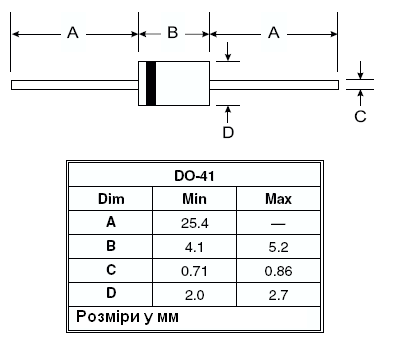 A B A
C
D
DO-41
Dim Min Max
A 25.4 —
B 4.1 5.2
C 0.71 0.86
D 2.0 2.7
Розміри у мм